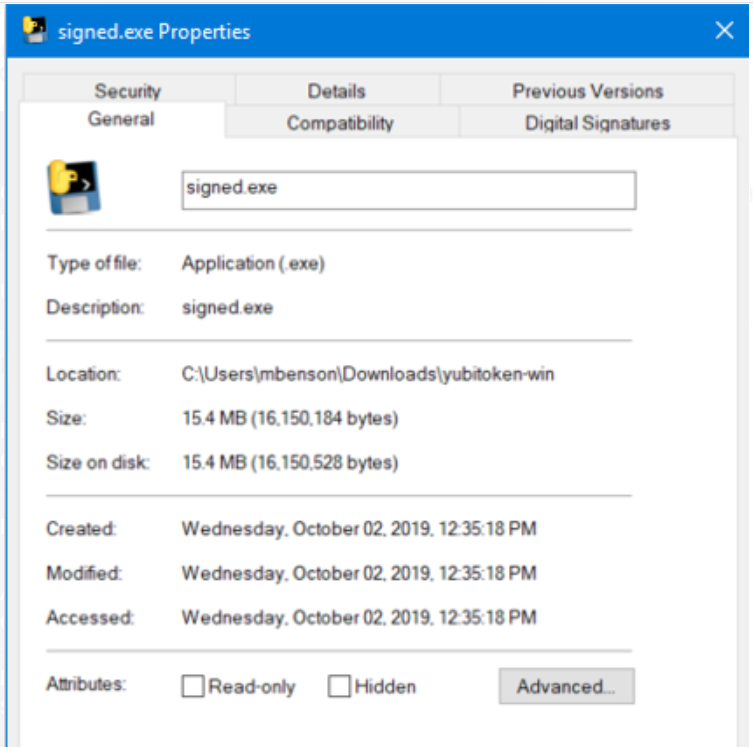 signed.exe Properties
Security Details Previous Versions
General Compatibility Digital Signatures
signed.exe
Type of file: Application (.exe)
Description: signed.exe
Location: C:\Users\mbenson\Downloads\yubitoken-win
Size: 15.4 MB (16,150,184 bytes)
Size on disk: 15.4 MB (16,150,528 bytes)
Created: Wednesday, October 02, 2019, 12:35:18 PM
Modified: Wednesday, October 02, 2019, 12:35:18 PM
Accessed: Wednesday, October 02, 2019, 12:35:18 PM
Attributes: Read-only Hidden Advanced...